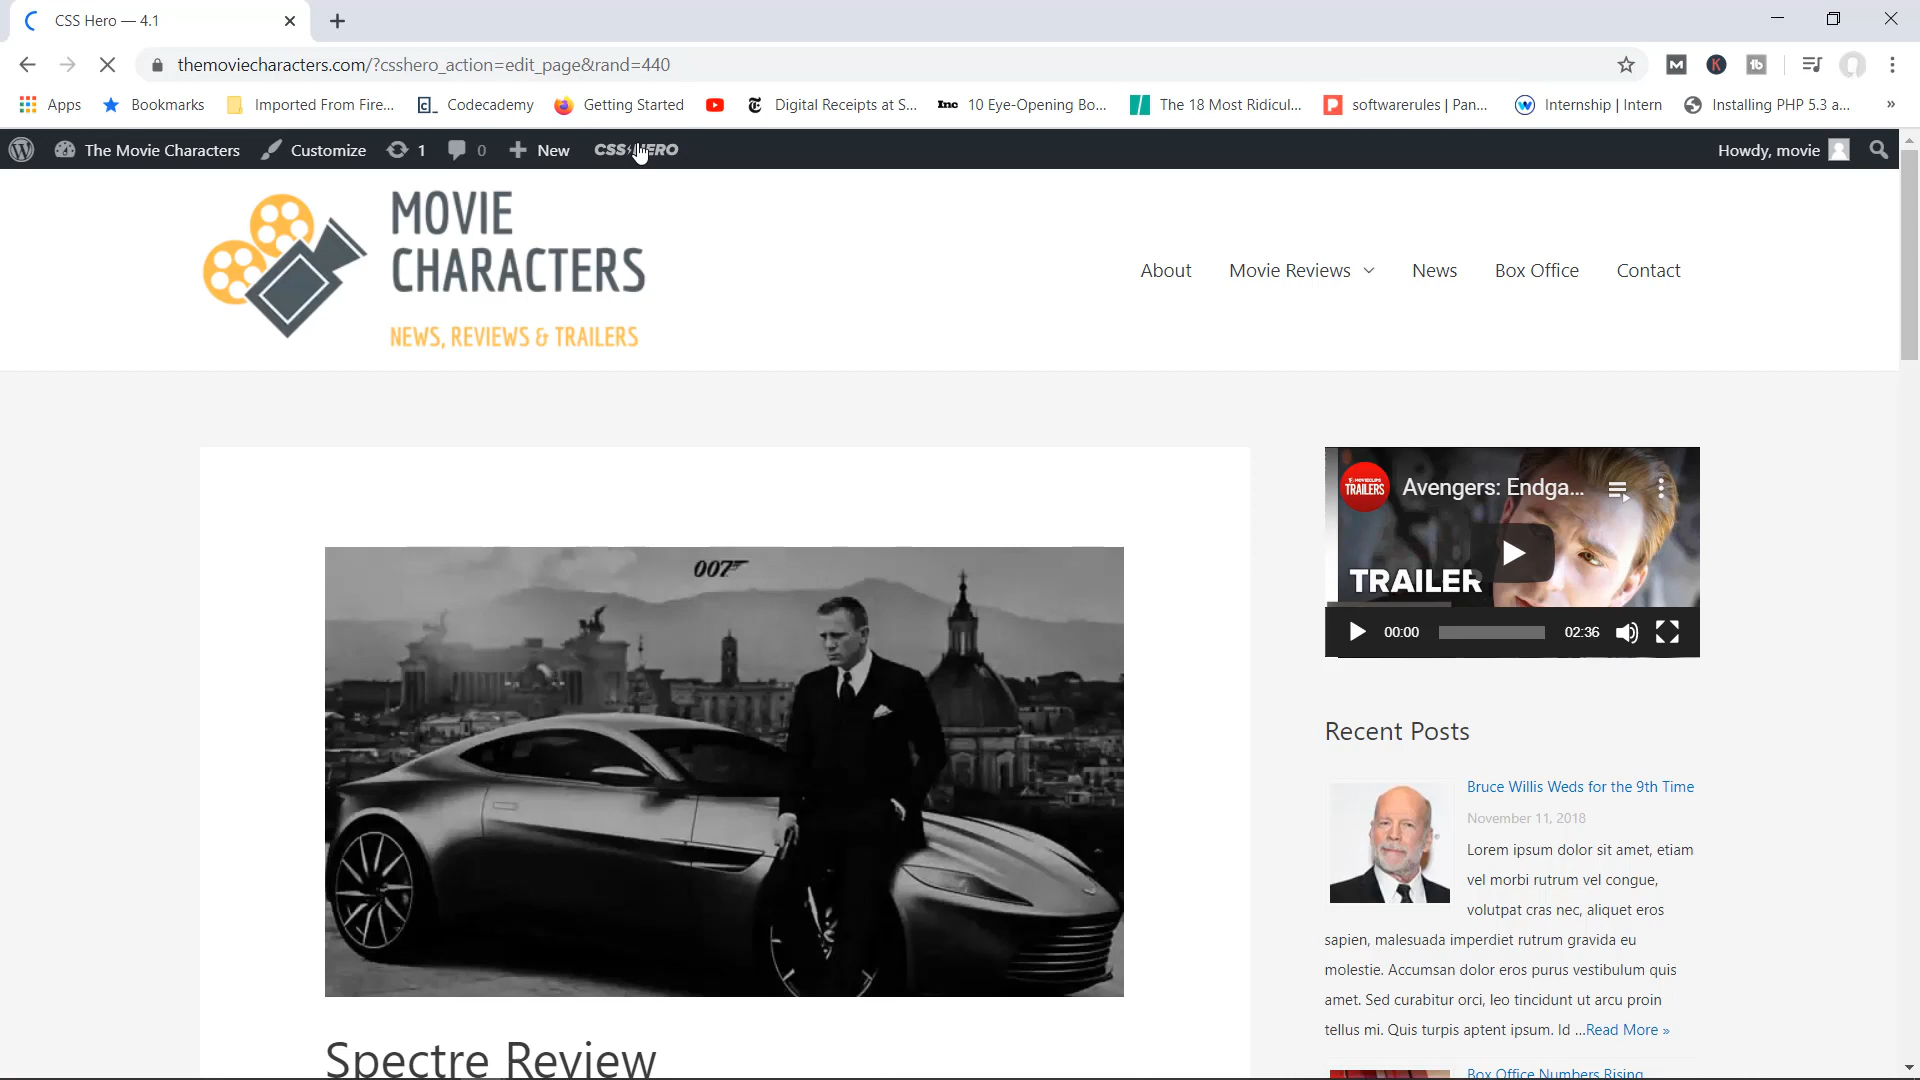 CSS Hero — 4.1
themoviecharacters.com/?csshero_action=edit_page&rand=440
Apps Bookmarks Imported From Fire... Codecademy Getting Started Digital Receipts at S... Inc 10 Eye-Opening Bo... The 18 Most Ridicul... softwarerules | Pan... Internship | Intern Installing PHP 5.3 a... »
The Movie Characters Customize 1 0 New CSS HERO Howdy, movie
MOVIE
CHARACTERS
NEWS, REVIEWS & TRAILERS
About Movie Reviews News Box Office Contact
TRAILERS
Avengers: Endga...
TRAILER
00:00 02:36
007
Recent Posts
Bruce Willis Weds for the 9th Time
November 11, 2018
Lorem ipsum dolor sit amet, etiam
vel morbi rutrum vel congue,
volutpat cras nec, aliquet eros
sapien, malesuada imperdiet rutrum gravida eu
molestie. Accumsan dolor eros purus vestibulum quis
amet. Sed curabitur orci, leo tincidunt ut arcu proin
tellus mi. Quis turpis aptent ipsum. Id ...Read More »
Spectre Review
Box Office Numbers Rising